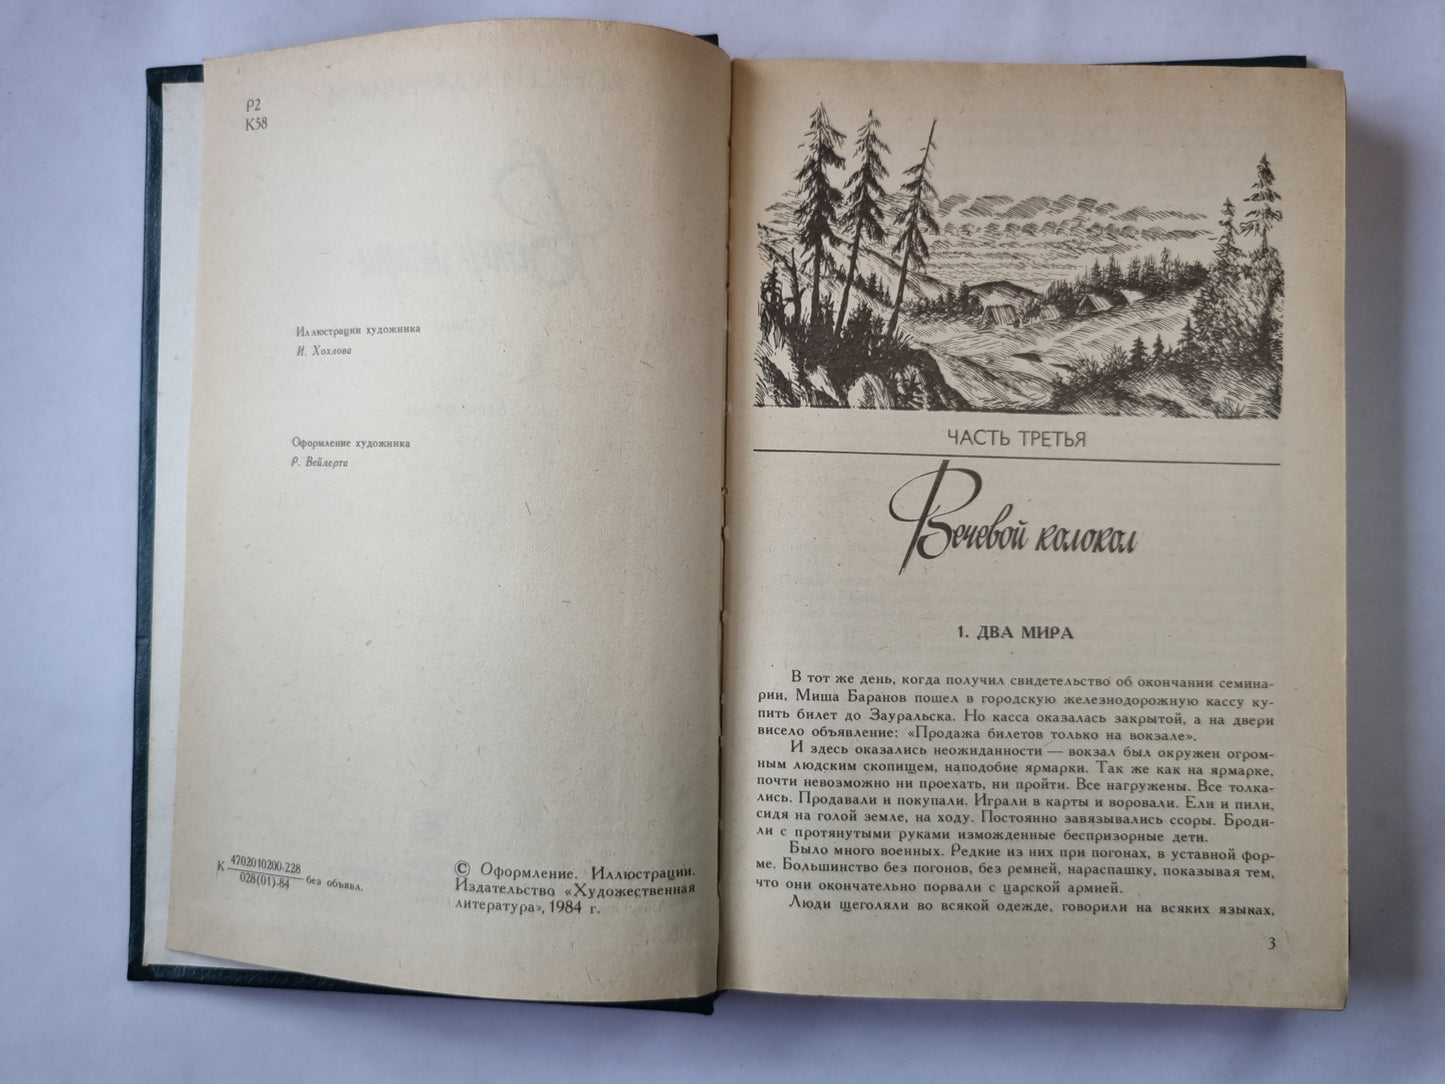 Р2
К58
Иллюстрации художника
И. Хохлова
Оформление художника
Р. Вейлерта
К 4702010200-228
028(01)-84 без объявл.
© Оформление. Иллюстрации.
Издательство «Художественная
литература», 1984 г.
ЧАСТЬ ТРЕТЬЯ
Вечевой колокол
1. ДВА МИРА
В тот же день, когда получил свидетельство об окончании семина-
рии, Миша Баранов пошел в городскую железнодорожную кассу ку-
пить билет до Зауральска. Но касса оказалась закрытой, а на двери
висело объявление: «Продажа билетов только на вокзале».
И здесь оказались неожиданности — вокзал был окружен огром-
ным людским скопищем, наподобие ярмарки. Так же как на ярмарке,
почти невозможно ни проехать, ни пройти. Все нагружены. Все толка-
лись. Продавали и покупали. Играли в карты и воровали. Ели и пили,
сидя на голой земле, на ходу. Постоянно завязывались ссоры. Броди-
ли с протянутыми руками изможденные беспризорные дети.
Было много военных. Редкие из них при погонах, в уставной фор-
ме. Большинство без погонов, без ремней, нараспашку, показывая тем,
что они окончательно порвали с царской армией.
Люди щеголяли во всякой одежде, говорили на всяких языках,
3